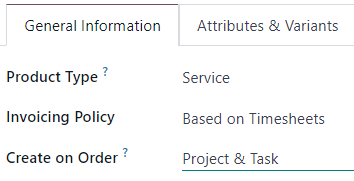 General Information Attributes & Variants
Product Type ? Service
Invoicing Policy Based on Timesheets
Create on Order ? Project & Task